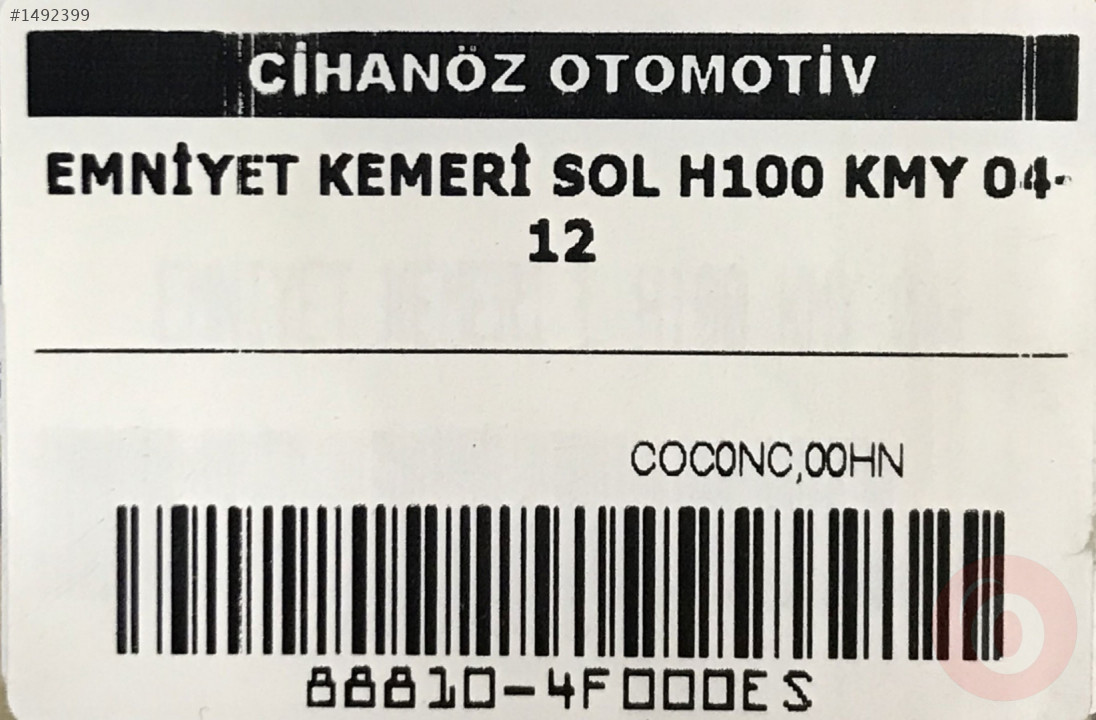 #1492399
CİHANÖZ OTOMOTİV
EMNİYET KEMERİ SOL H100 KMY 04-
12
COC0NC,00HN
88810-4F000ES